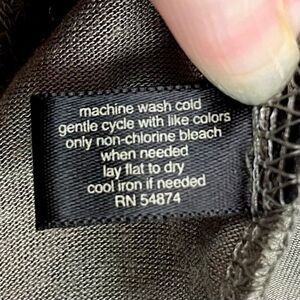 machine wash cold
gentle cycle with like colors
only non-chlorine bleach
when needed
lay flat to dry
cool iron if needed
RN 54874